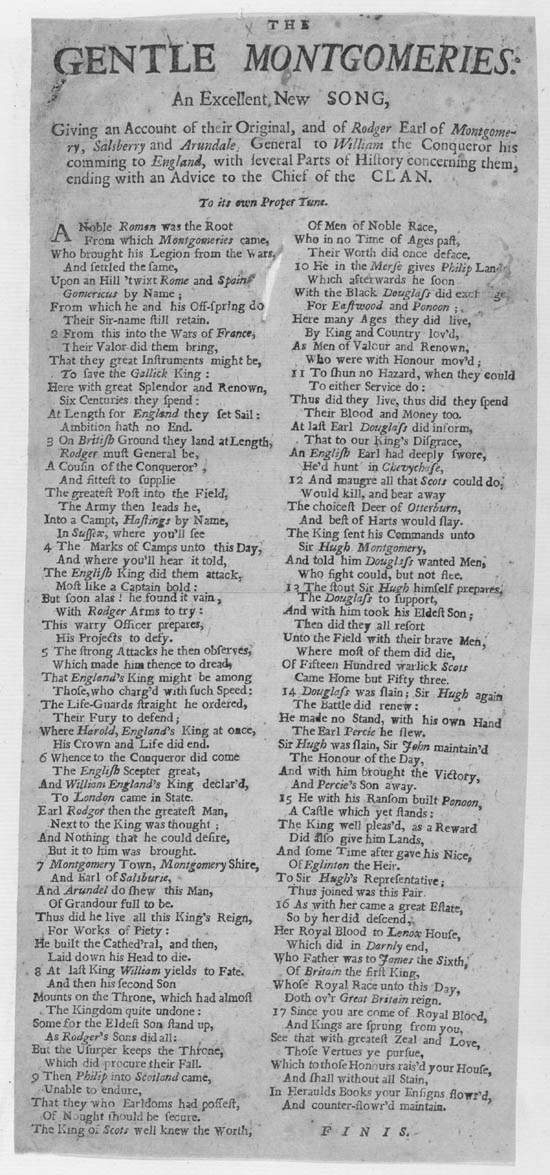 THE
GENTLE MONTGOMERIES:
An Excellent New SONG,
Giving an Account of their Original, and of Rodger Earl of Montgome-
ry, Salsberry and Arundale, General to William the Conqueror his
comming to England, with ſeveral Parts of Hiſtory concerning them,
ending with an Advice to the Chief of the CLAN.
To its own Proper Tune.
A Noble Roman was the Root
From which Montgomeries came,
Who brought his Legion from the Wars,
And ſettled the ſame,
Upon an Hill 'twixt Rome and Spain
Gomericus by Name;
From which he and his Off-ſpring do
Their Sir-name ſtill retain.
2 From this into the Wars of France,
Their Valor did them bring,
That they great Inſtruments might be,
To ſave the Gallick King:
Here with great Splendor and Renown,
Six Centuries they ſpend:
At Length for England they ſet Sail:
Ambition hath no End.
3 On Britiſh Ground they land at Length,
Rodger muſt General be,
A Couſin of the Conqueror's,
And fitteſt to ſupplie
The greateſt Poſt into the Field,
The Army then leads he,
Into a Campt, Haſtings by Name,
In Suſſex, where you'll ſee
4 The Marks of Camps unto this Day,
And where you'll hear it told,
The Engliſh King did them attack,
Moſt like a Captain bold:
But ſoon alas! he found it vain,
With Rodger Arms to try:
This warry Officer prepares,
His Projects to defy.
5 The ſtrong Attacks he then obſerves,
Which made him thence to dread,
That England's King might be among
Thoſe, who charg'd with ſuch Speed:
The Life-Guards ſtraight he ordered,
Their Fury to defend;
Where Harold, England's King at once,
His Crown and Life did end.
6 Whence to the Conqueror did come
The Engliſh Scepter great,
And William England's King declar'd,
To London came in State.
Earl Rodgor then the greateſt Man,
Next to the King was thought;
And Nothing that he could deſire,
But it to him was brought.
7 Montgomery Town, Montgomery Shire,
And Earl of Salsburie,
And Arundel do ſhew this Man,
Of Grandour full to be.
Thus did he live all this King's Reign,
For Works of Piety:
He built the Cathed'ral, and then,
Laid down his Head to die.
8 At laſt King William yields to Fate.
And then his ſecond Son
Mounts on the Throne, which had almoſt
The Kingdom quite undone:
Some for the Eldeſt Son ſtand up,
As Rodger's Sons did all:
But the Uſurper keeps the Throne,
Which did procure their Fall.
9 Then Philip into Scotland came,
Unable to endure,
That they who Earldoms had poſſeſt,
Of Nought ſhould be ſecure.
The King of Scots well knew the Worth,
Of Men of Noble Race,
Who in no Time of Ages paſt,
Their Worth did once deface.
10 He in the Merſe gives Philip Land
Which afterwards he ſoon
With the Black Douglaſs did
For Eaſtwood and Ponoon;
Here many Ages they did live,
By King and Country lov'd,
As Men of Valour and Renown,
Who were with Honour mov'd;
11 To ſhun no Hazard, when they could
To either Service do:
Thus did they live, thus did they ſpend
Their Blood and Money too.
At laſt Earl Douglaſs did inform,
That to our King's Diſgrace,
An Engliſh Earl had deeply ſwore,
He'd hunt in Chevychaſe,
12 And maugre all that Scots could do,
Would kill, and bear away
The choiceſt Deer of Otterburn,
And beſt of Harts would ſlay.
The King ſent his Commands unto
Sir Hugh Montgomery,
And told him Douglaſs wanted Men,
Who fight could, but not flee.
13 The ſtout Sir Hugh himſelf prepares,
The Douglaſs to ſupport,
And with him took his Eldeſt Son;
Then did they all reſort
Unto the Field with their brave Men,
Where moſt of them did die,
Of Fifteen Hundred warlick Scots
Came Home but Fifty three.
14 Douglaſs was ſlain; Sir Hugh again
The Battle did renew:
He made no Stand, with his own Hand
The Earl Percie he ſlew.
Sir Hugh was ſlain, Sir John maintain'd
The Honour of the Day,
And with him brought the Victory,
And Percie's Son away.
15 He with his Ranſom built Ponoon,
A Caſtle which yet ſtands:
The King well pleas'd, as a Reward
Did alſo give him Lands,
And ſome Time after gave his Nice,
Of Eglinton the Heir.
To Sir Hugh's Repreſentative;
Thus joined was this Pair.
16 As with her came a great Eſtate,
So by her did deſcend,
Her Royal Blood to Lenox Houſe,
Which did in Darnly end,
Who Father was to James the Sixth,
Of Britain the firſt King,
Whoſe Royal Race unto this Day,
Doth ov'r Great Britain reign.
17 Since you are come of Royal Blood,
And Kings are ſprung from you,
See that with greateſt Zeal and Love,
Thoſe Vertues ye purſue,
Which to thoſe Honours rais'd your Houſe,
And ſhall without all Stain,
In Heraulds Books your Enſigns flowr'd,
And counter-flowr'd maintain.
FINIS.